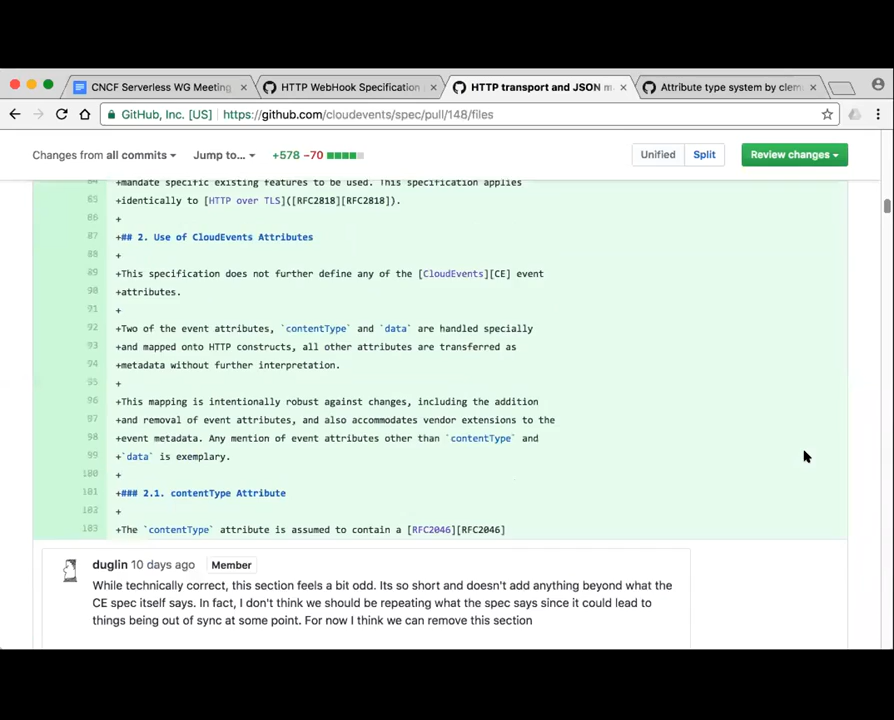 CNCF Serverless WG Meeting
HTTP WebHook Specification
HTTP transport and JSON m
Attribute type system by clem
GitHub, Inc. [US]
https://github.com/cloudevents/spec/pull/148/files
Changes from all commits
Jump to...
+578 −70
Unified
Split
Review changes
84 +mandate specific existing features to be used. This specification applies
85 +identically to [HTTP over TLS]([RFC2818][RFC2818]).
86 +
87 +## 2. Use of CloudEvents Attributes
88 +
89 +This specification does not further define any of the [CloudEvents][CE] event
90 +attributes.
91 +
92 +Two of the event attributes, `contentType` and `data` are handled specially
93 +and mapped onto HTTP constructs, all other attributes are transferred as
94 +metadata without further interpretation.
95 +
96 +This mapping is intentionally robust against changes, including the addition
97 +and removal of event attributes, and also accommodates vendor extensions to the
98 +event metadata. Any mention of event attributes other than `contentType` and
99 +`data` is exemplary.
100 +
101 +### 2.1. contentType Attribute
102 +
103 +The `contentType` attribute is assumed to contain a [RFC2046][RFC2046]
duglin 10 days ago Member
While technically correct, this section feels a bit odd. Its so short and doesn't add anything beyond what the
CE spec itself says. In fact, I don't think we should be repeating what the spec says since it could lead to
things being out of sync at some point. For now I think we can remove this section